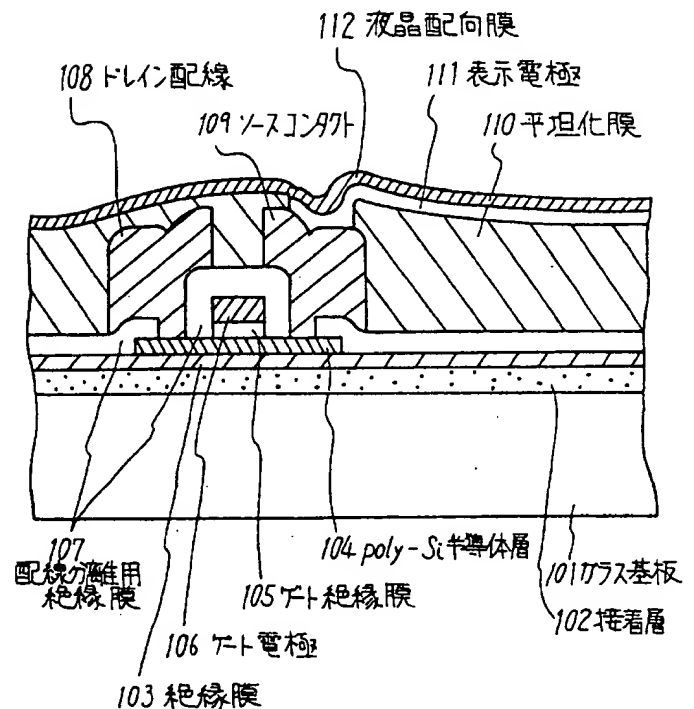 112 液晶配向膜
108 ドレイン配線
111 表示電極
109 ソースコンタクト
110 平坦化膜
107
配線分離用
絶縁膜
104 poly-Si半導体層
101 ガラス基板
105 ゲート絶縁膜
102 接着層
106 ゲート電極
103 絶縁膜